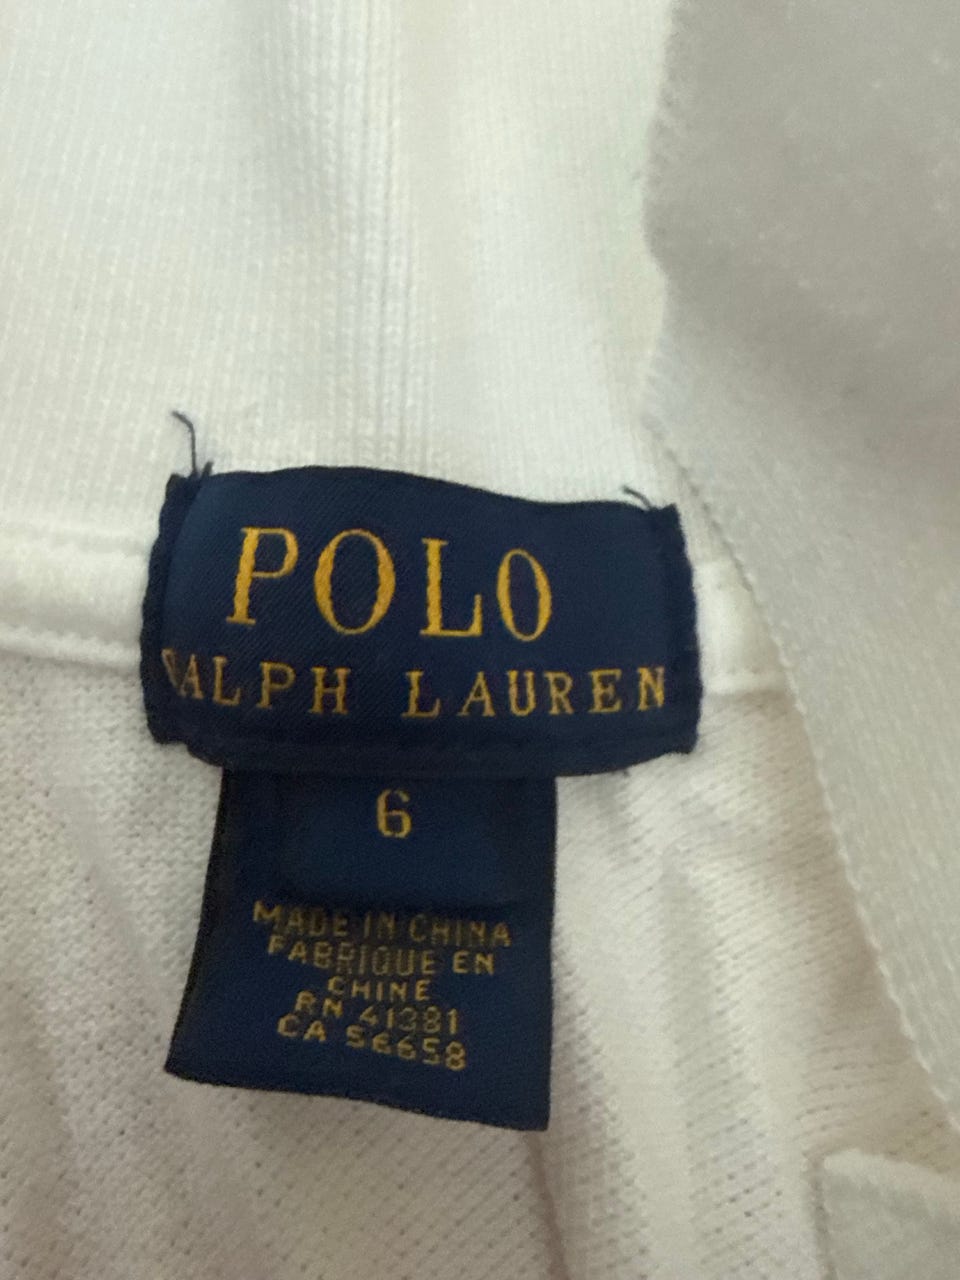 POLO
RALPH LAUREN
6
MADE IN CHINA
FABRIQUE EN
CHINE
RN 41381
CA 56658